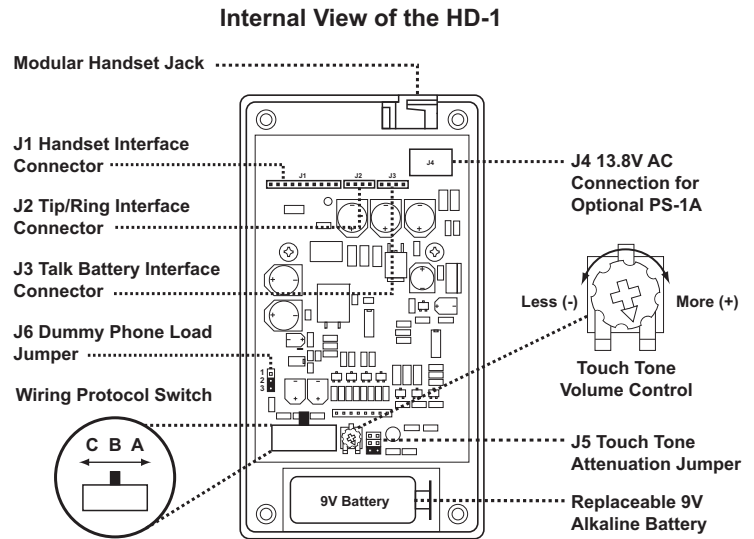 Internal View of the HD-1
Modular Handset Jack
J1 Handset Interface
Connector
J2 Tip/Ring Interface
Connector
J3 Talk Battery Interface
Connector
J6 Dummy Phone Load
Jumper
Wiring Protocol Switch
C B A
J1
J2
J3
J4
1
2
3
9V Battery
J4 13.8V AC
Connection for
Optional PS-1A
Less (-)
More (+)
Touch Tone
Volume Control
J5 Touch Tone
Attenuation Jumper
Replaceable 9V
Alkaline Battery